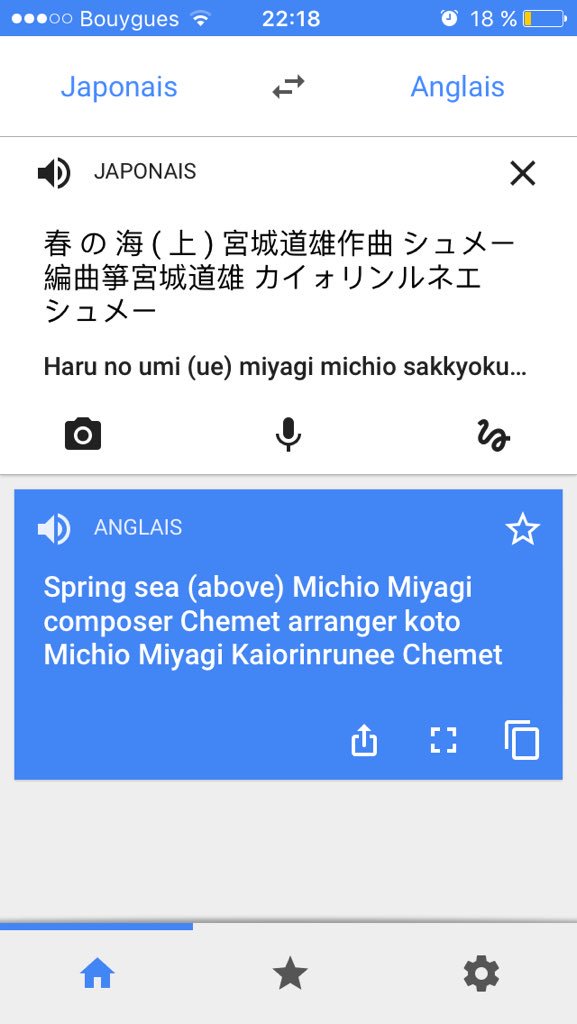 Bouygues 22:18 18 %
Japonais Anglais
JAPONAIS
春 の 海 ( 上 ) 宮城道雄作曲 シュメー
編曲箏宮城道雄 カイォリンルネエ
シュメー
Haru no umi (ue) miyagi michio sakkyoku...
ANGLAIS
Spring sea (above) Michio Miyagi
composer Chemet arranger koto
Michio Miyagi Kaiorinrunee Chemet